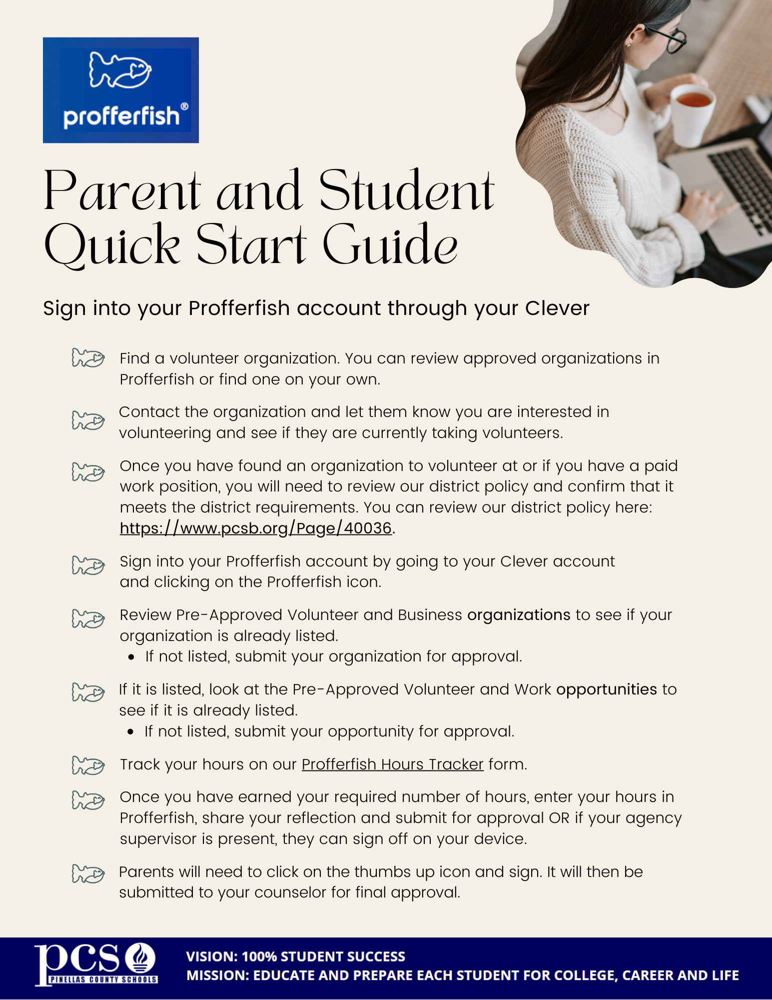 profferfish®
Parent and Student
Quick Start Guide
Sign into your Profferfish account through your Clever
Find a volunteer organization. You can review approved organizations in
Profferfish or find one on your own.
Contact the organization and let them know you are interested in
volunteering and see if they are currently taking volunteers.
Once you have found an organization to volunteer at or if you have a paid
work position, you will need to review our district policy and confirm that it
meets the district requirements. You can review our district policy here:
https://www.pcsb.org/Page/40036.
Sign into your Profferfish account by going to your Clever account
and clicking on the Profferfish icon.
Review Pre-Approved Volunteer and Business organizations to see if your
organization is already listed.
• If not listed, submit your organization for approval.
If it is listed, look at the Pre-Approved Volunteer and Work opportunities to
see if it is already listed.
• If not listed, submit your opportunity for approval.
Track your hours on our Profferfish Hours Tracker form.
Once you have earned your required number of hours, enter your hours in
Profferfish, share your reflection and submit for approval OR if your agency
supervisor is present, they can sign off on your device.
Parents will need to click on the thumbs up icon and sign. It will then be
submitted to your counselor for final approval.
pcs
PINELLAS COUNTY SCHOOLS
VISION: 100% STUDENT SUCCESS
MISSION: EDUCATE AND PREPARE EACH STUDENT FOR COLLEGE, CAREER AND LIFE